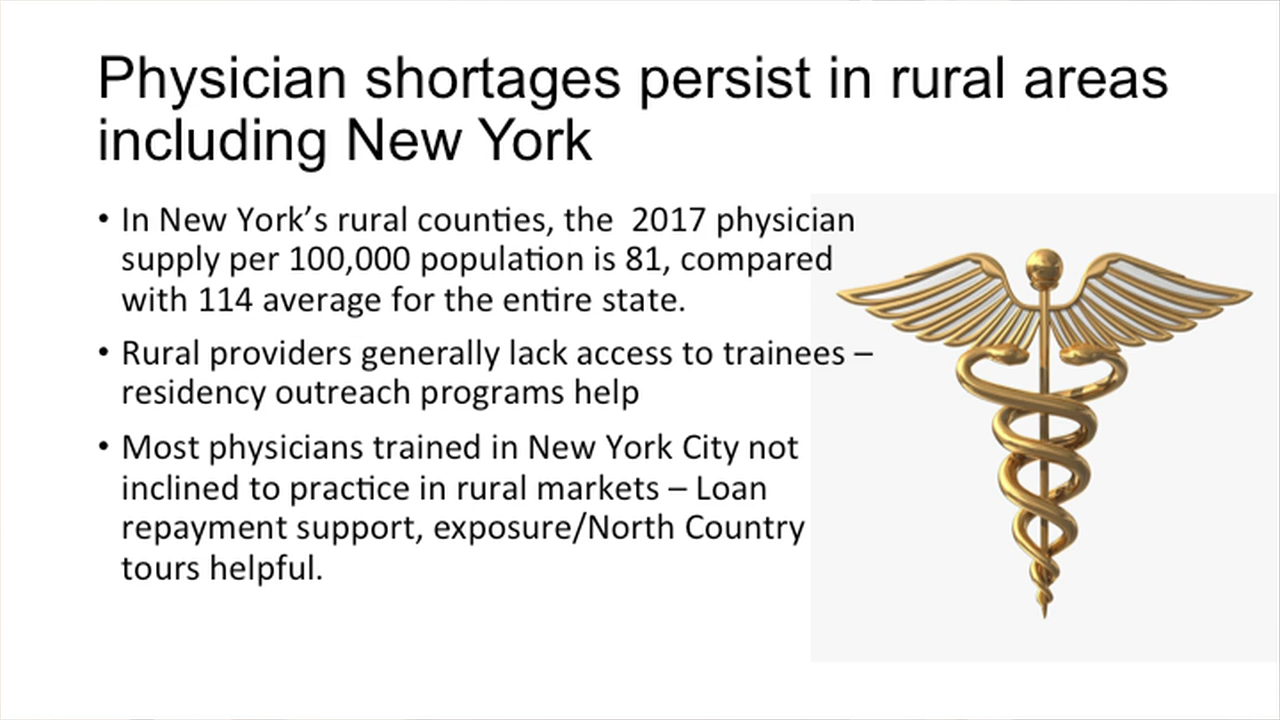 Physician shortages persist in rural areas
including New York
• In New York’s rural counties, the  2017 physician
supply per 100,000 population is 81, compared
with 114 average for the entire state.
• Rural providers generally lack access to trainees –
residency outreach programs help
• Most physicians trained in New York City not
inclined to practice in rural markets – Loan
repayment support, exposure/North Country
tours helpful.